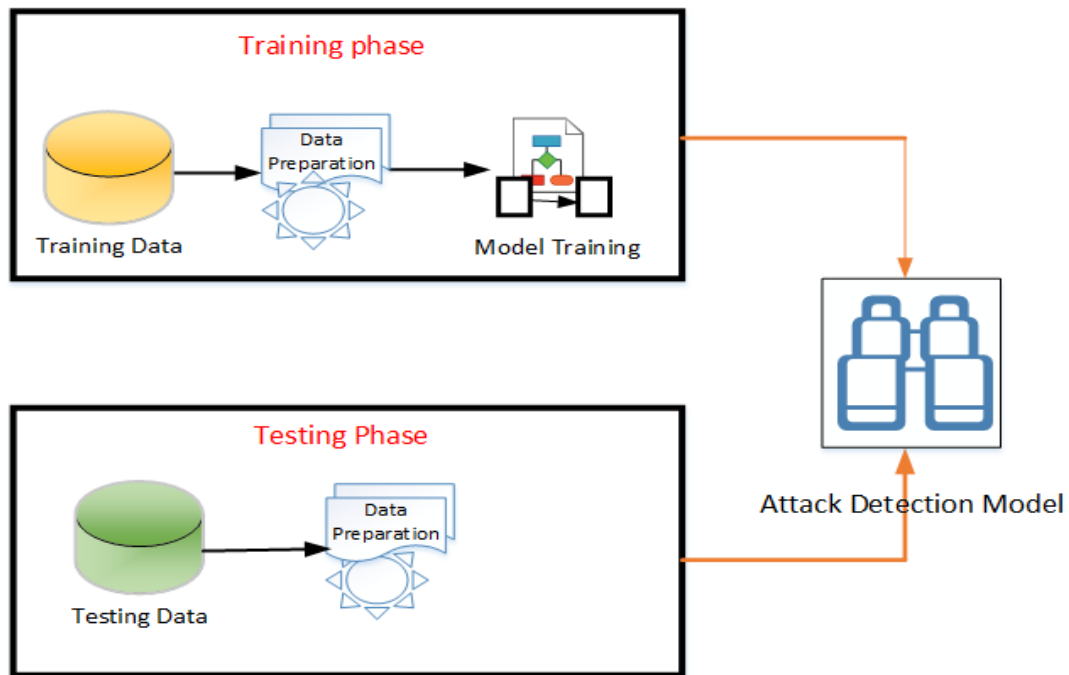 Training phase
Data
Preparation
Training Data
Model Training
Testing Phase
Data
Preparation
Testing Data
Attack Detection Model